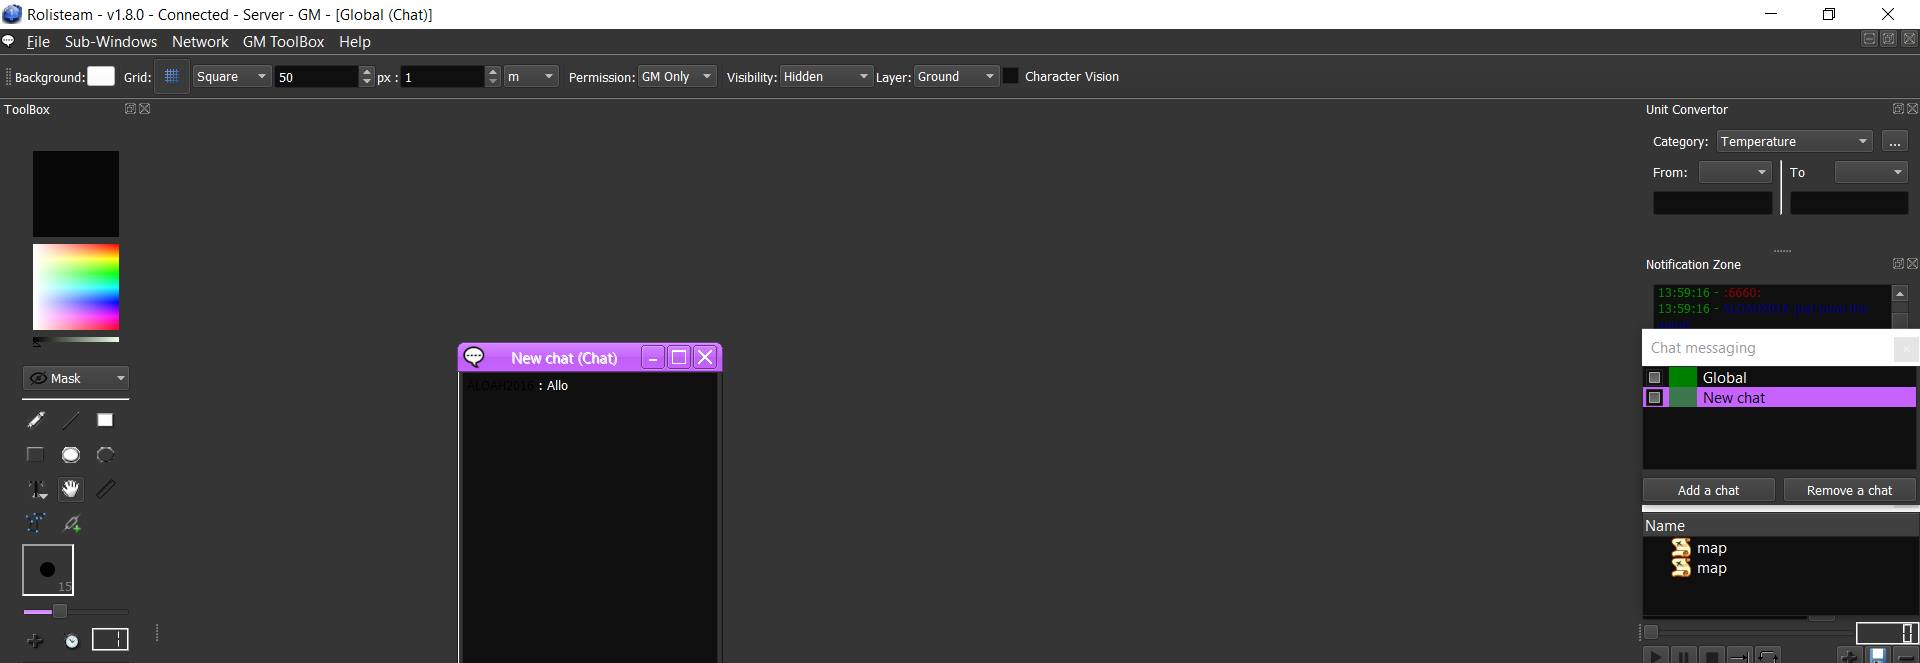 Rolisteam - v1.8.0 - Connected - Server - GM - [Global (Chat)]
File Sub-Windows Network GM ToolBox Help
Background: Grid: Square 50 px : 1 m Permission: GM Only Visibility: Hidden Layer: Ground Character Vision
ToolBox
Mask
15
1
New chat (Chat)
ALOAH2016 : Allo
Unit Convertor
Category: Temperature ...
From: To
Notification Zone
13:59:16 - :6660:
13:59:16 -
Chat messaging
Global
New chat
Add a chat Remove a chat
Name
map
map
0